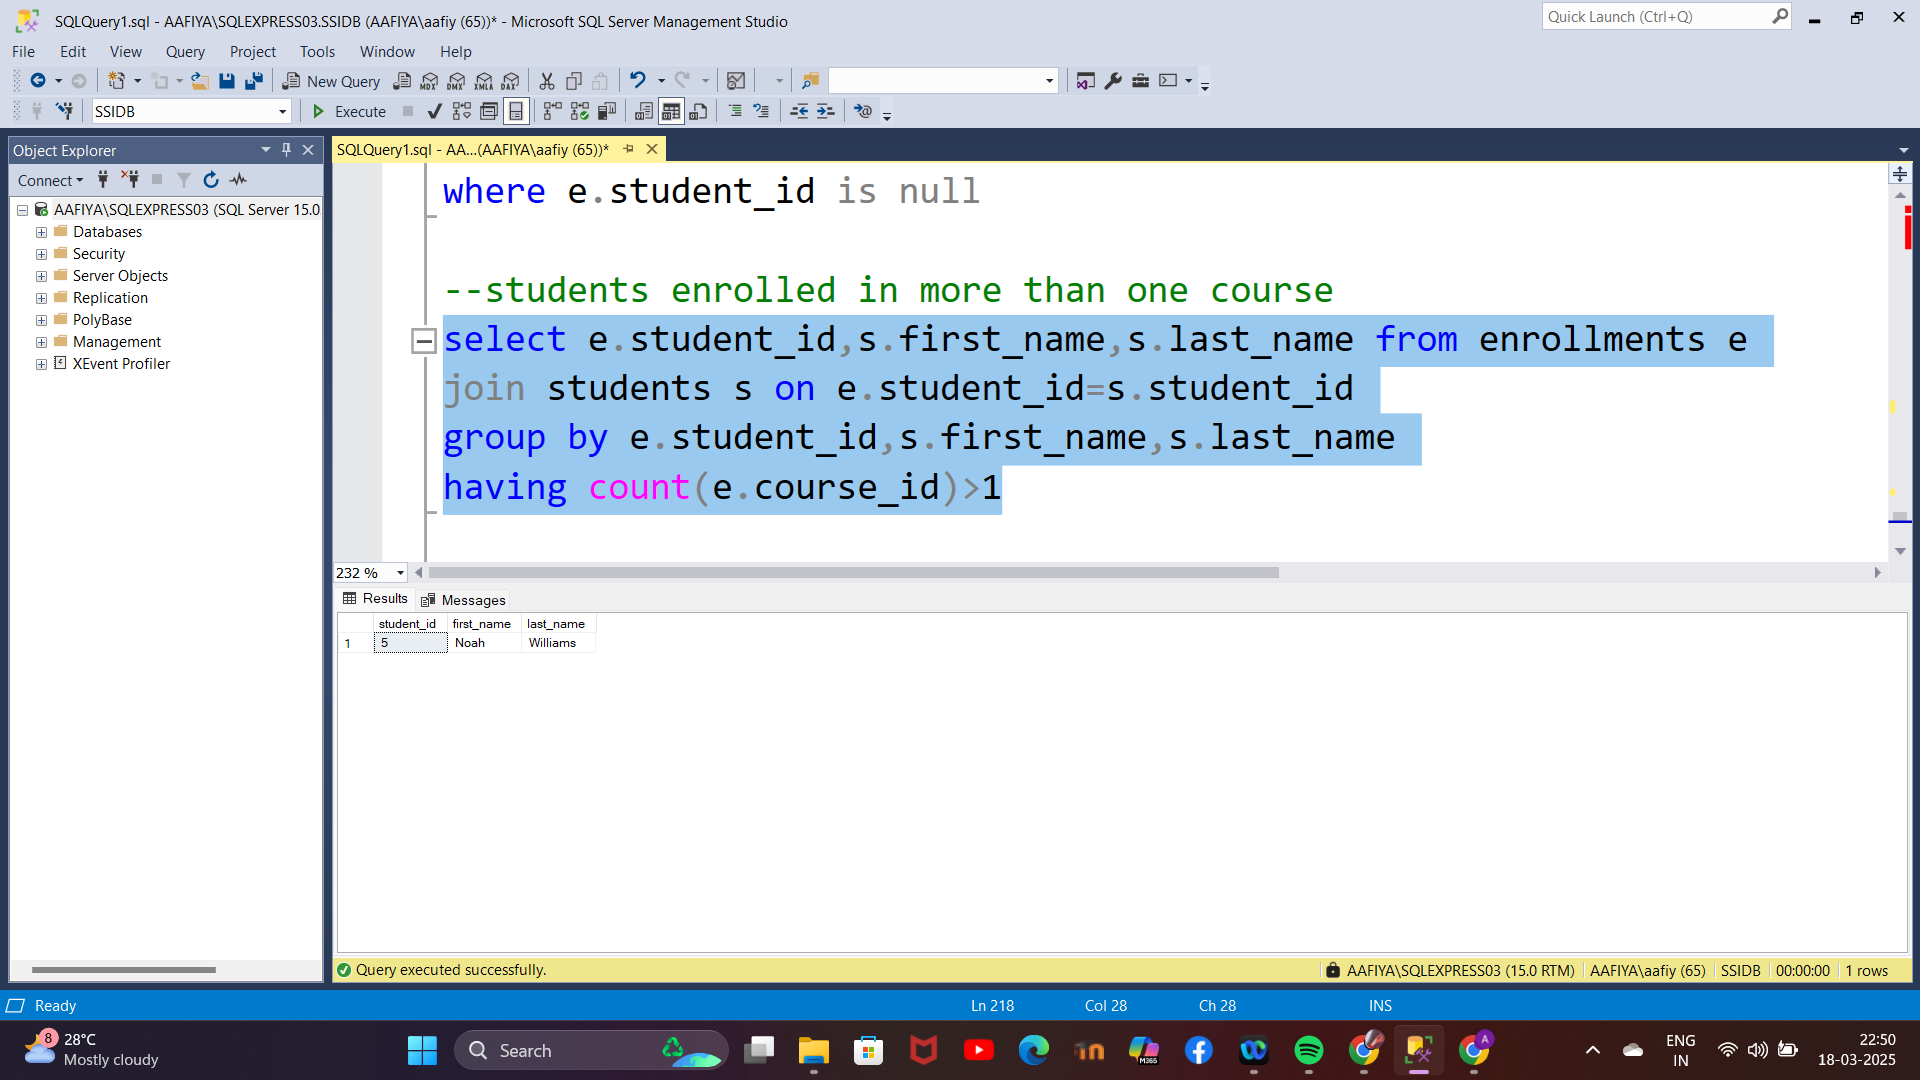 SQLQuery1.sql - AAFIYA\SQLEXPRESS03.SSIDB (AAFIYA\aafiy (65))* - Microsoft SQL Server Management Studio
Quick Launch (Ctrl+Q)
File Edit View Query Project Tools Window Help
New Query MDX DMX XMLA DAX
SSIDB Execute
Object Explorer
Connect
AAFIYA\SQLEXPRESS03 (SQL Server 15.0
Databases
Security
Server Objects
Replication
PolyBase
Management
XEvent Profiler
SQLQuery1.sql - AA...(AAFIYA\aafiy (65))*
where e.student_id is null
--students enrolled in more than one course
select e.student_id,s.first_name,s.last_name from enrollments e
join students s on e.student_id=s.student_id
group by e.student_id,s.first_name,s.last_name
having count(e.course_id)>1
232 %
Results Messages
student_id first_name last_name
1 5 Noah Williams
Query executed successfully.
AAFIYA\SQLEXPRESS03 (15.0 RTM) AAFIYA\aafiy (65) SSIDB 00:00:00 1 rows
Ready Ln 218 Col 28 Ch 28 INS
8 28°C
Mostly cloudy
Search
M365
A
ENG
IN
22:50
18-03-2025